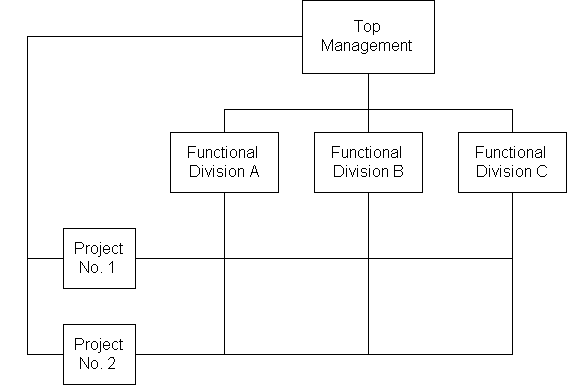 Top
Management
Functional
Division A
Functional
Division B
Functional
Division C
Project
No. 1
Project
No. 2